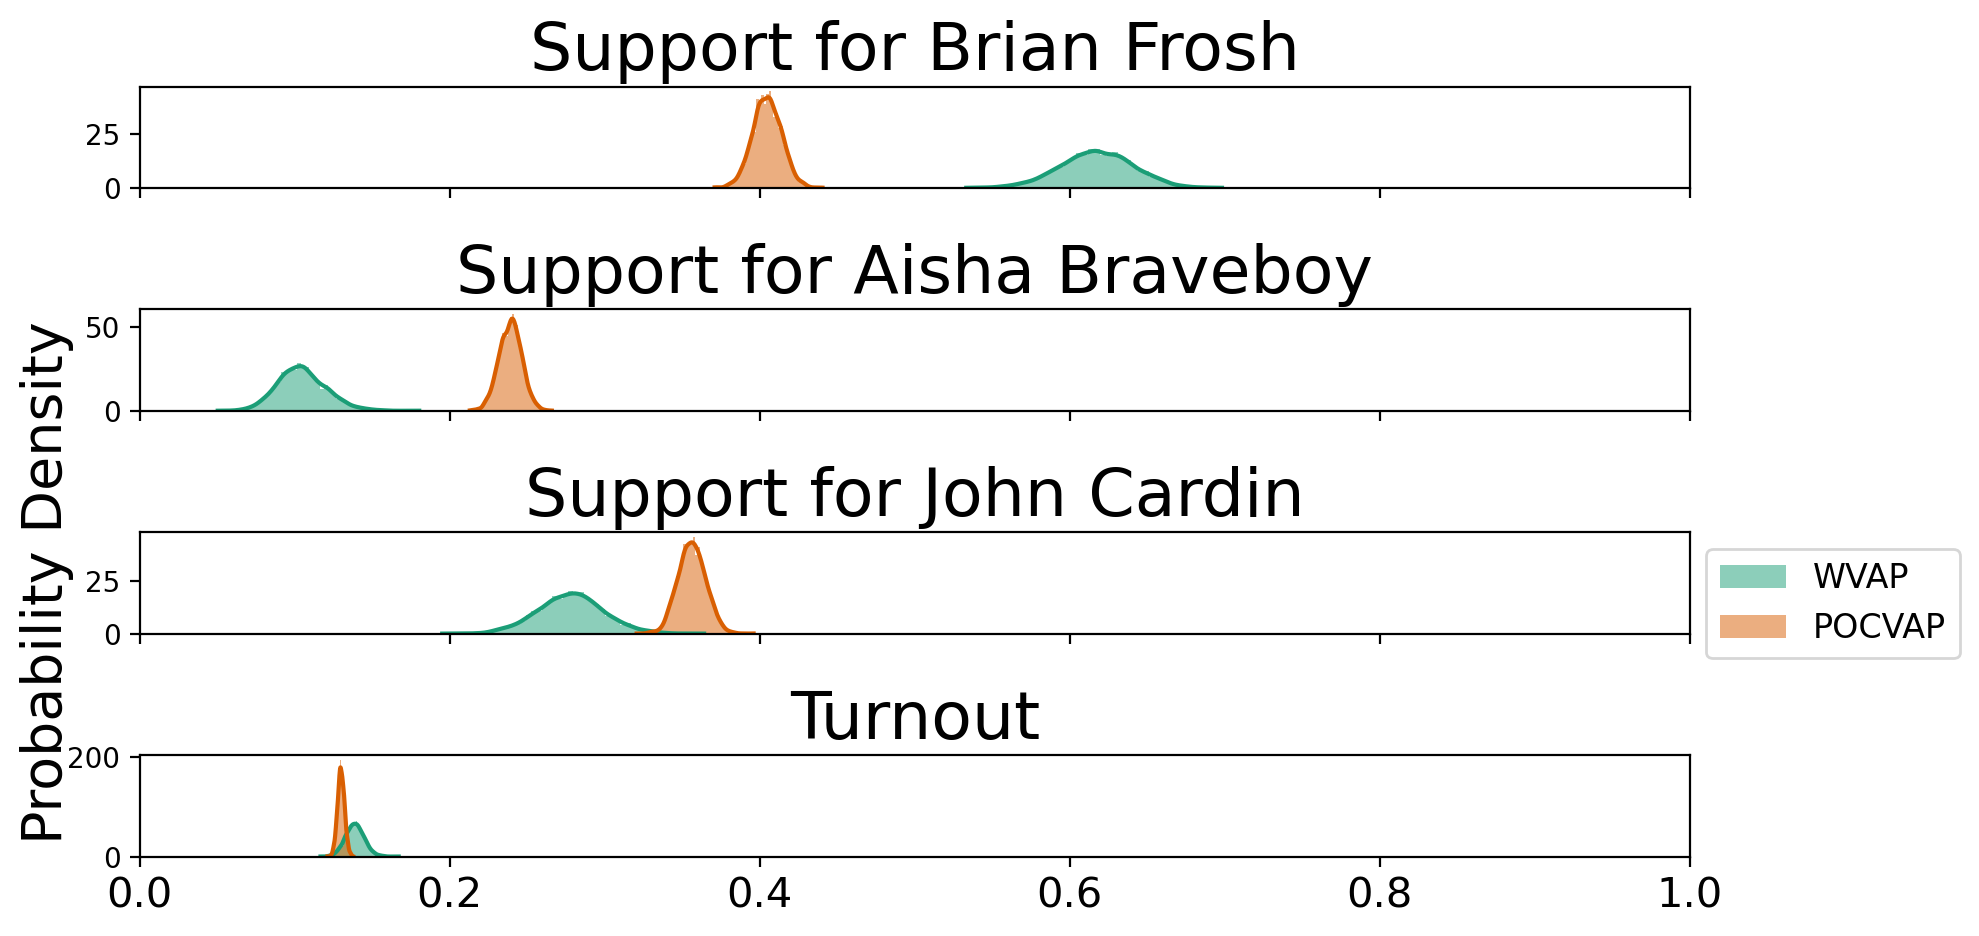 Support for Brian Frosh
25
0
Support for Aisha Braveboy
50
0
Support for John Cardin
25
0
Turnout
200
0
0.0 0.2 0.4 0.6 0.8 1.0
Probability Density
WVAP
POCVAP